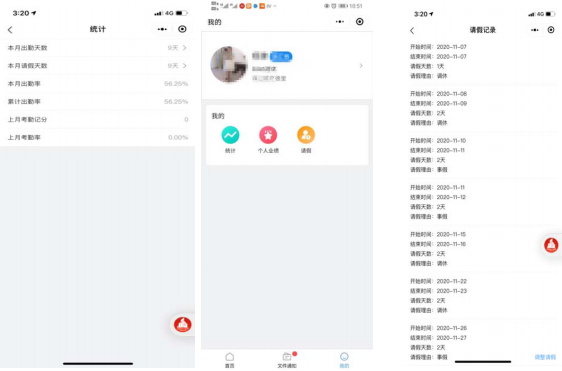 3:20
4G
统计
本月出勤天数
9天
本月请假天数
9天
本月出勤率
56.25%
累计出勤率
56.25%
上月考勤记分
0
上月考勤率
0.00%
10:51
我的
我的
统计
个人业绩
请假
首页
文件通知
我的
3:20
4G
请假记录
开始时间：2020-11-07
结束时间：2020-11-07
请假天数：1天
请假理由：调休
开始时间：2020-11-08
结束时间：2020-11-09
请假天数：2天
请假理由：调休
开始时间：2020-11-10
结束时间：2020-11-11
请假天数：2天
请假理由：事假
开始时间：2020-11-11
结束时间：2020-11-12
请假天数：2天
请假理由：事假
开始时间：2020-11-15
结束时间：2020-11-16
请假天数：2天
请假理由：调休
开始时间：2020-11-22
结束时间：2020-11-23
请假天数：2天
请假理由：调休
开始时间：2020-11-26
结束时间：2020-11-27
请假天数：2天
请假理由：事假
调整请假